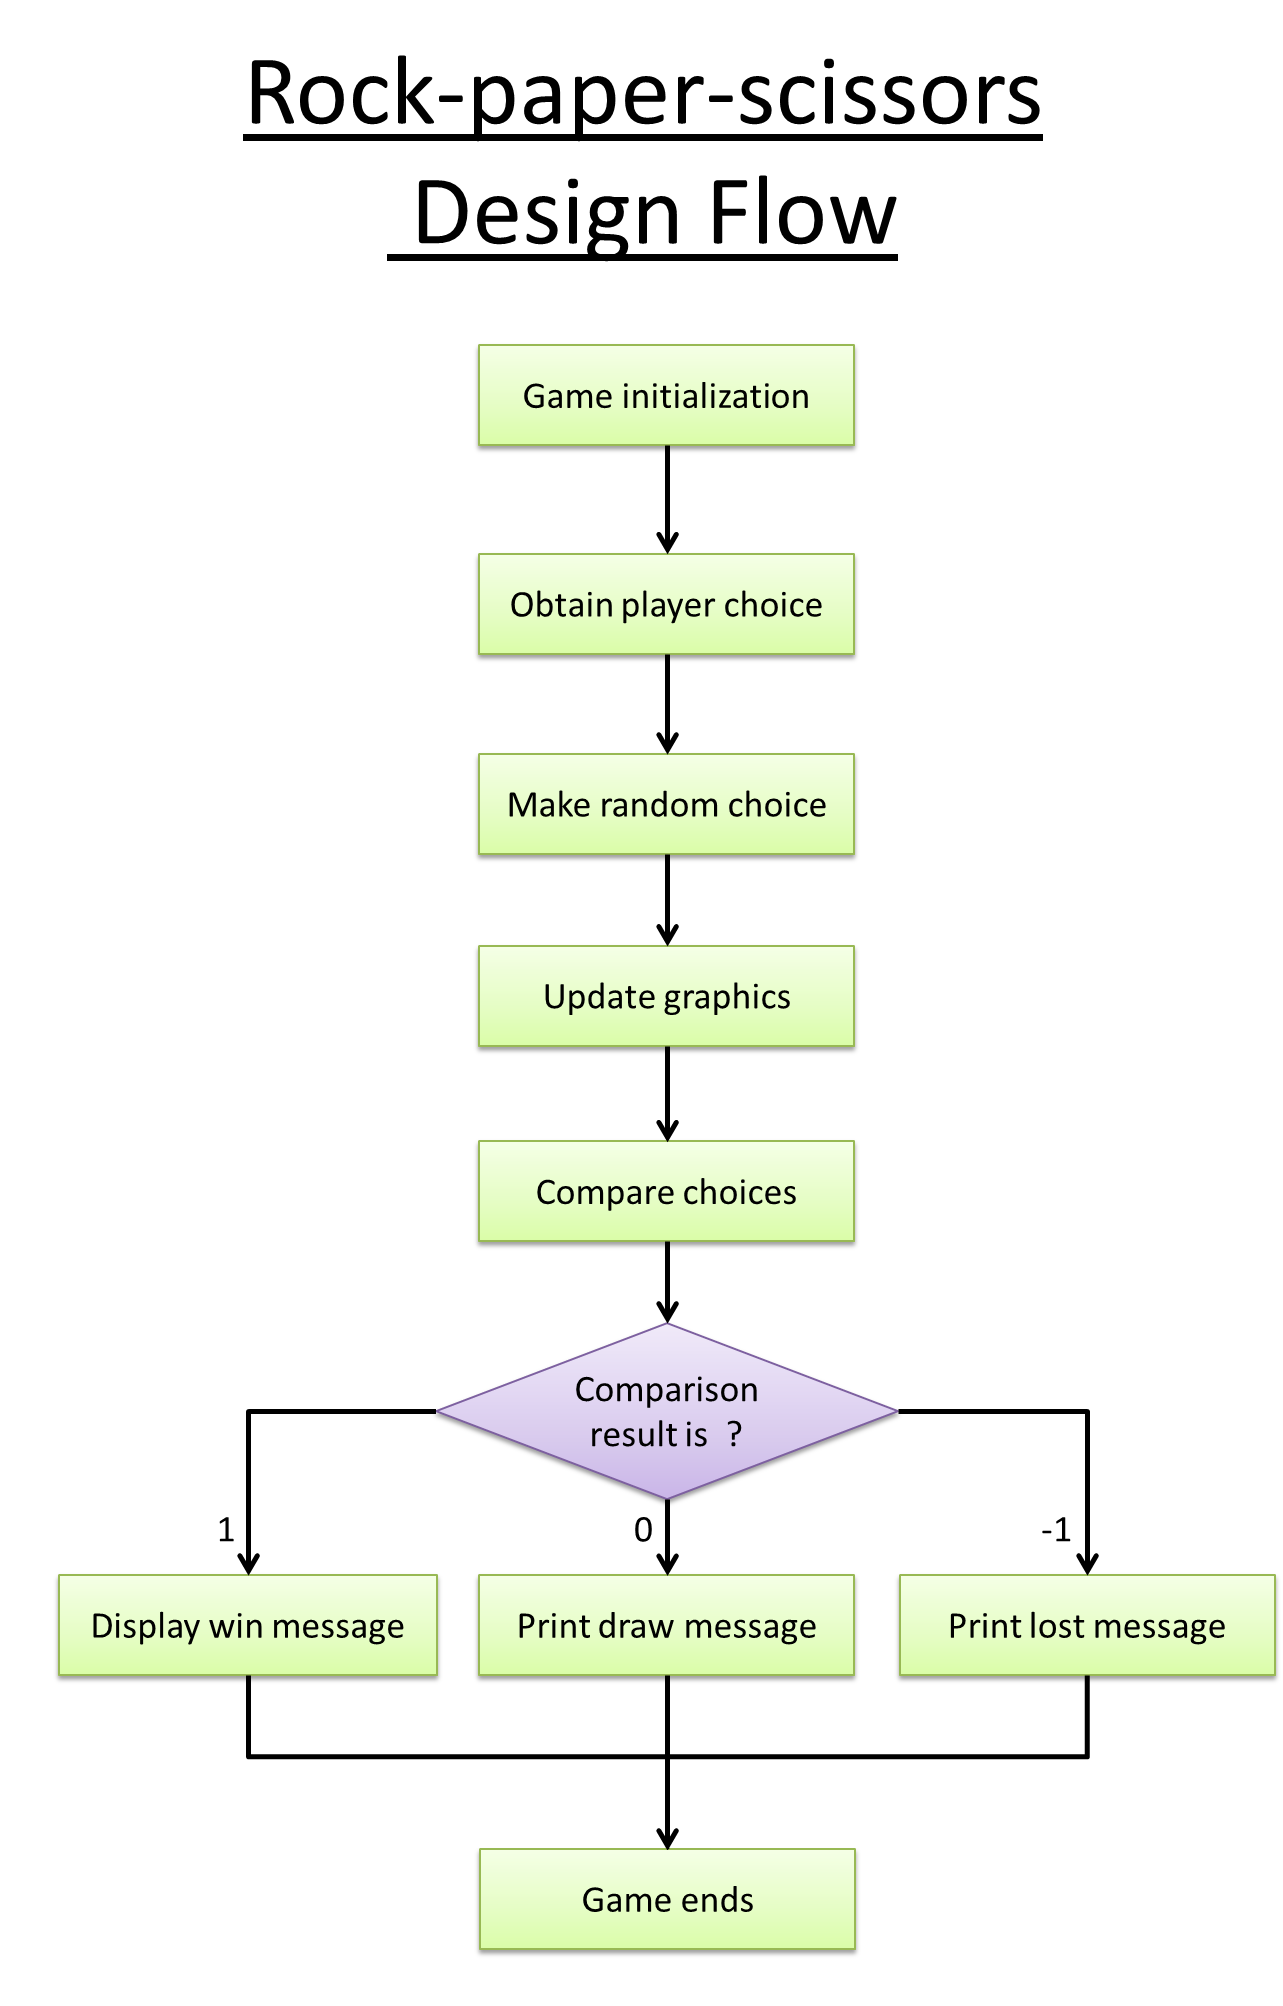 Rock-paper-scissors
Design Flow
Game initialization
Obtain player choice
Make random choice
Update graphics
Compare choices
Comparison
result is ?
1
0
-1
Display win message
Print draw message
Print lost message
Game ends